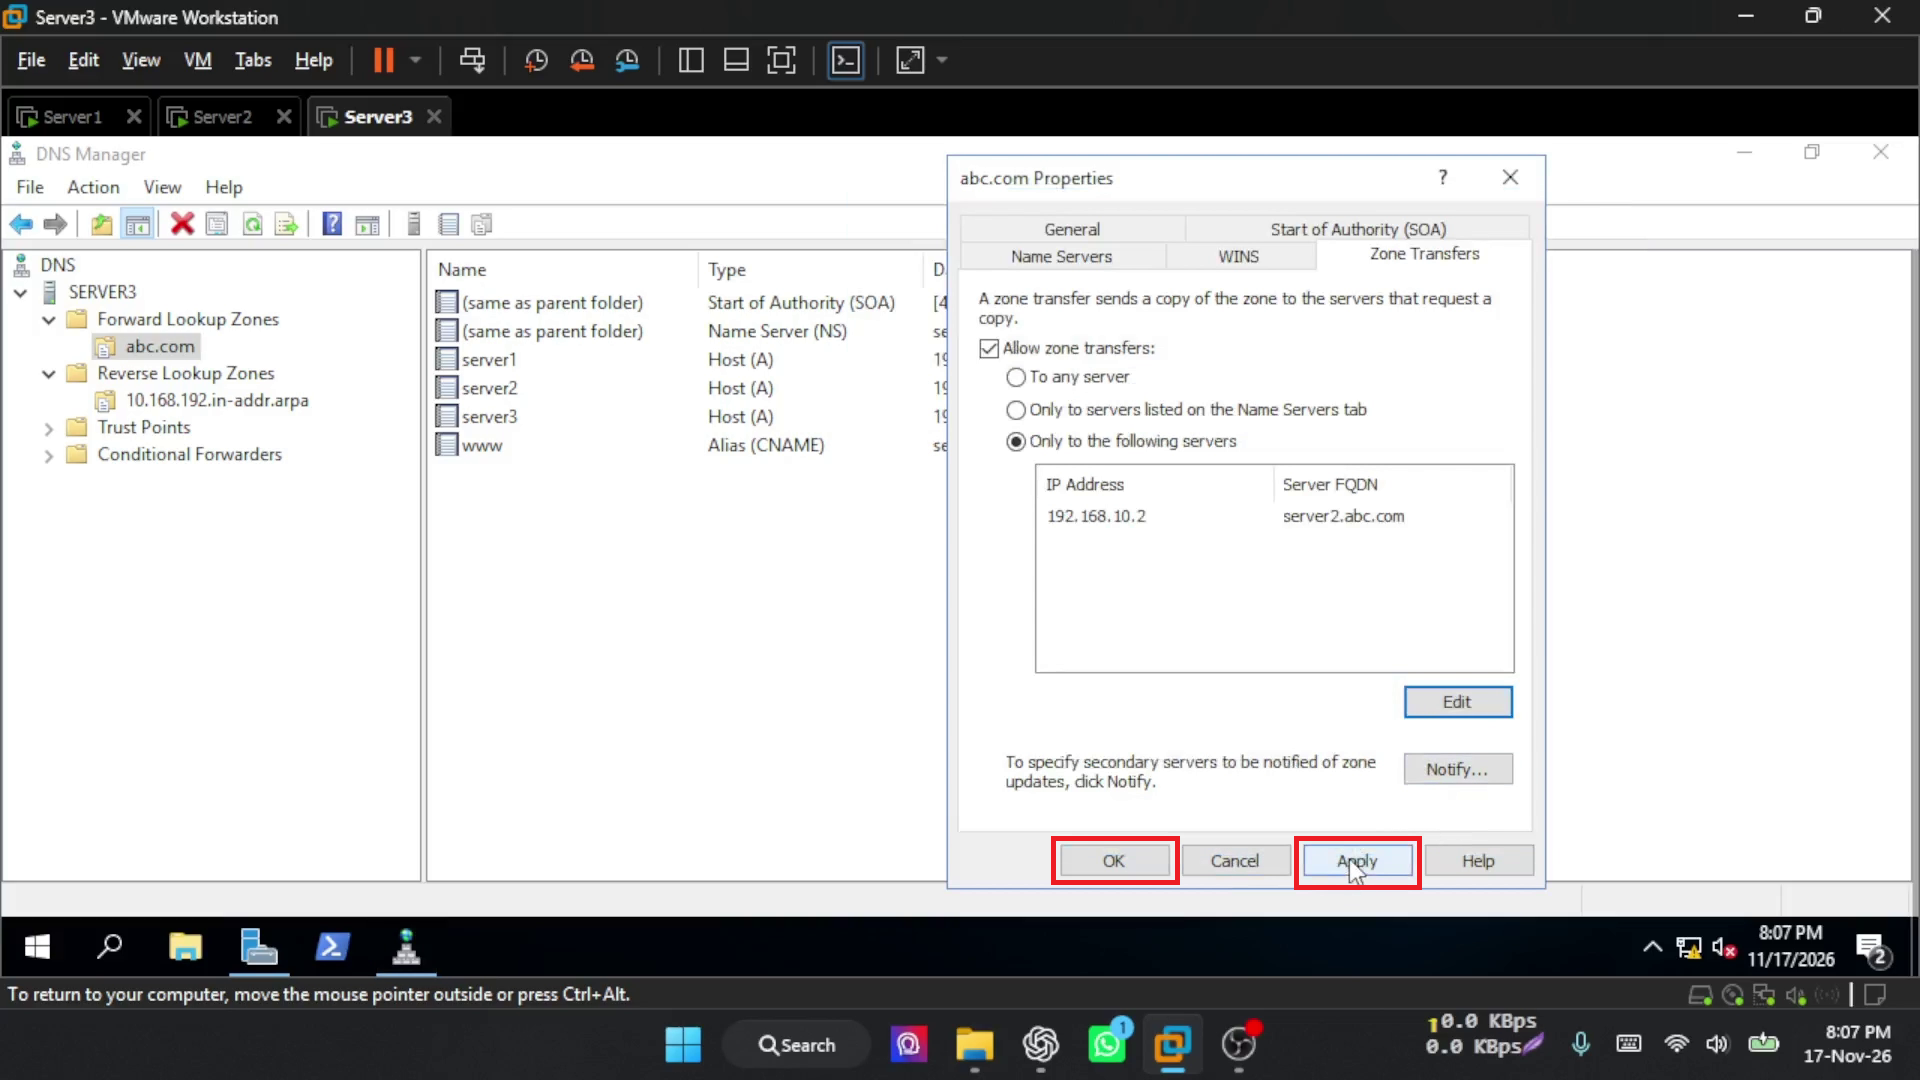 Server3 - VMware Workstation
File Edit View VM Tabs Help
Server1 Server2 Server3
DNS Manager
File Action View Help
DNS
SERVER3
Forward Lookup Zones
abc.com
Reverse Lookup Zones
10.168.192.in-addr.arpa
Trust Points
Conditional Forwarders
Name Type D
(same as parent folder) Start of Authority (SOA) [4
(same as parent folder) Name Server (NS) se
server1 Host (A) 19
server2 Host (A) 19
server3 Host (A) 19
www Alias (CNAME) se
abc.com Properties ?
General Start of Authority (SOA)
Name Servers WINS Zone Transfers
A zone transfer sends a copy of the zone to the servers that request a
copy.
Allow zone transfers:
To any server
Only to servers listed on the Name Servers tab
Only to the following servers
IP Address Server FQDN
192.168.10.2 server2.abc.com
Edit
To specify secondary servers to be notified of zone
updates, click Notify.
Notify...
OK Cancel Apply Help
8:07 PM
11/17/2026
2
To return to your computer, move the mouse pointer outside or press Ctrl+Alt.
Search
1
0.0 KBps
0.0 KBps
8:07 PM
17-Nov-26